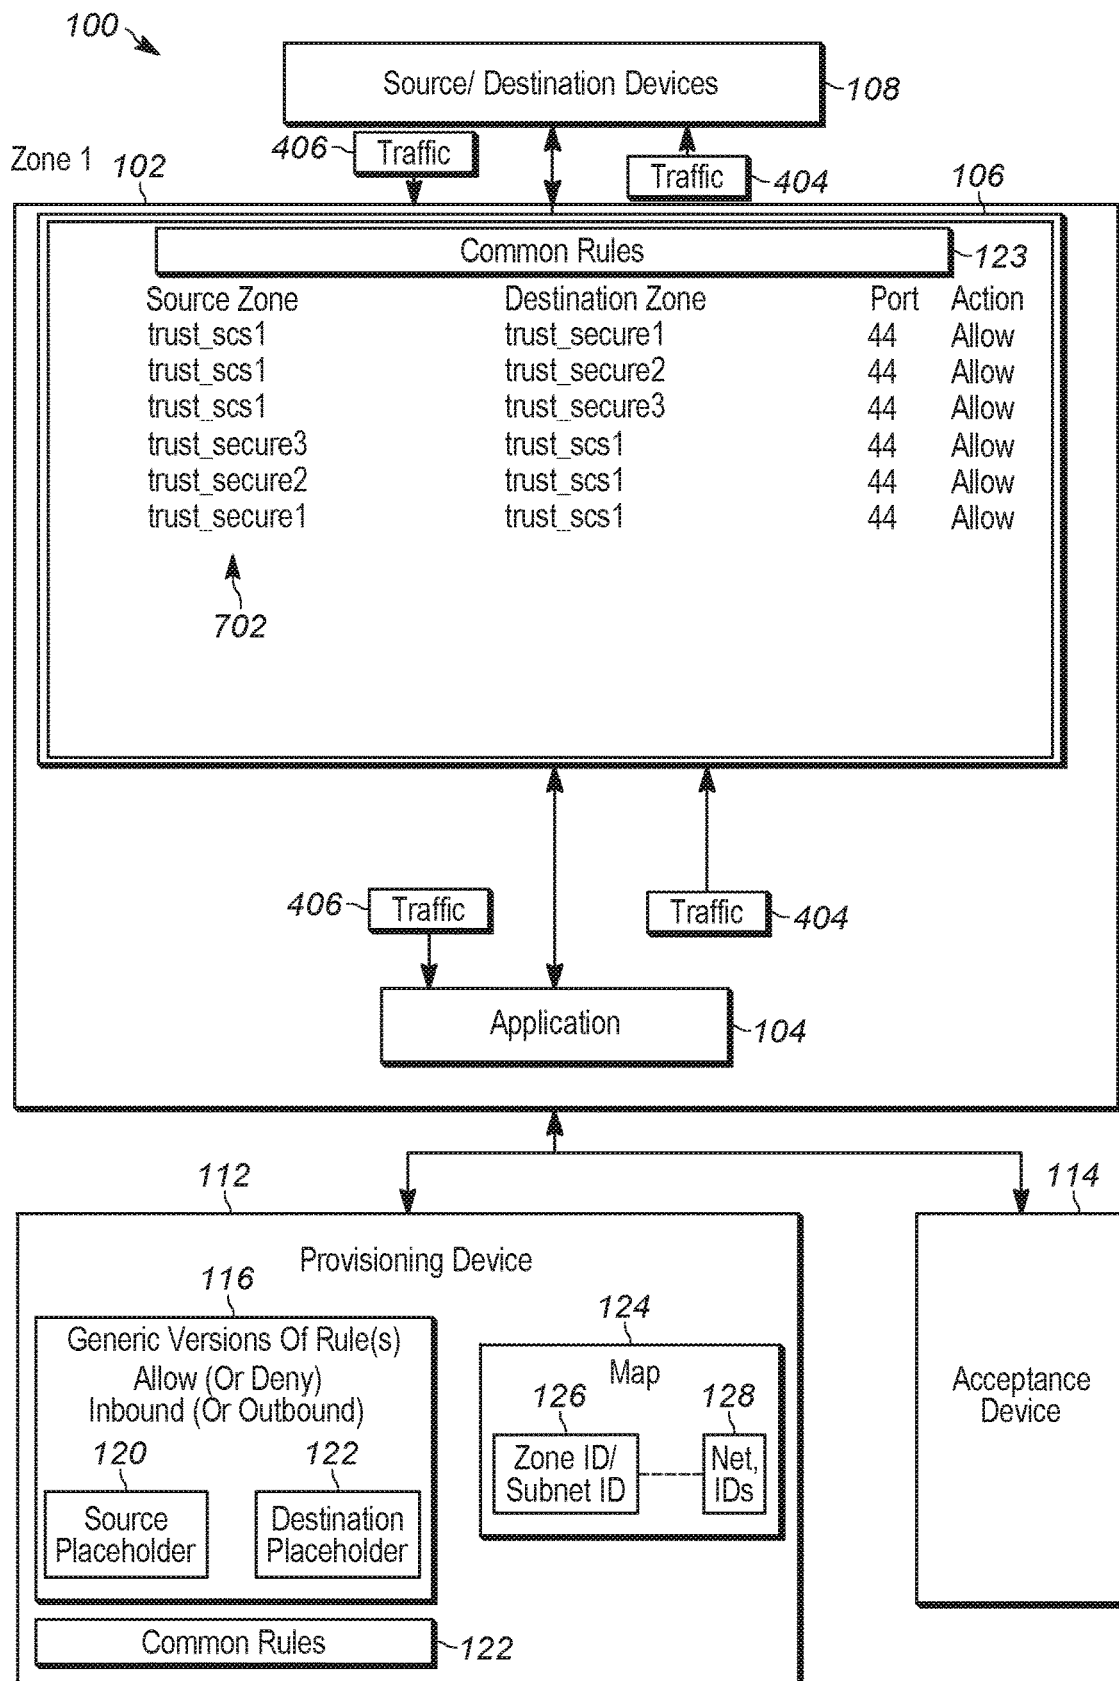 100
Source/ Destination Devices
108
406
Traffic
Traffic
404
Zone 1
102
106
Common Rules
123
Source Zone Destination Zone Port Action
trust_scs1 trust_secure1 44 Allow
trust_scs1 trust_secure2 44 Allow
trust_scs1 trust_secure3 44 Allow
trust_secure3 trust_scs1 44 Allow
trust_secure2 trust_scs1 44 Allow
trust_secure1 trust_scs1 44 Allow
702
406
Traffic
Traffic
404
Application
104
112
114
Provisioning Device
116
Generic Versions Of Rule(s)
Allow (Or Deny)
Inbound (Or Outbound)
120
122
Source
Placeholder
Destination
Placeholder
124
Map
126
128
Zone ID/
Subnet ID
Net,
IDs
Acceptance
Device
Common Rules
122